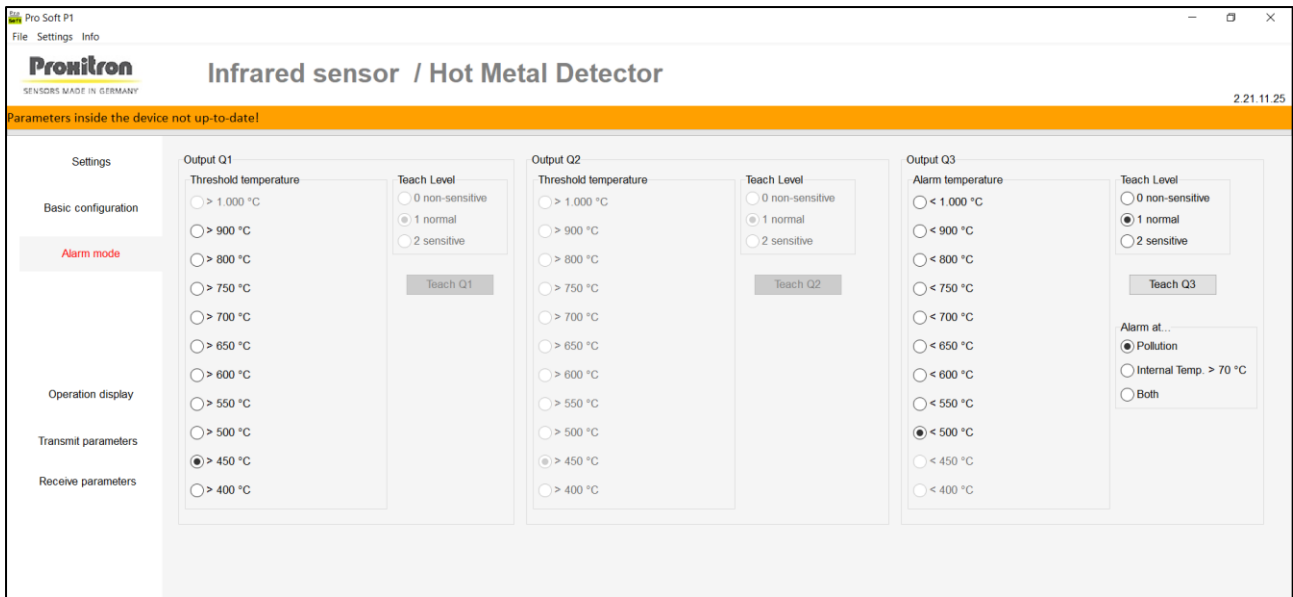 Pro Soft P1
File Settings Info
Proxitron
SENSORS MADE IN GERMANY
Infrared sensor / Hot Metal Detector
2.21.11.25
Parameters inside the device not up-to-date!
Settings
Basic configuration
Alarm mode
Operation display
Transmit parameters
Receive parameters
Output Q1
Threshold temperature
> 1.000 °C
> 900 °C
> 800 °C
> 750 °C
> 700 °C
> 650 °C
> 600 °C
> 550 °C
> 500 °C
> 450 °C
> 400 °C
Teach Level
0 non-sensitive
1 normal
2 sensitive
Teach Q1
Output Q2
Threshold temperature
> 1.000 °C
> 900 °C
> 800 °C
> 750 °C
> 700 °C
> 650 °C
> 600 °C
> 550 °C
> 500 °C
> 450 °C
> 400 °C
Teach Level
0 non-sensitive
1 normal
2 sensitive
Teach Q2
Output Q3
Alarm temperature
< 1.000 °C
< 900 °C
< 800 °C
< 750 °C
< 700 °C
< 650 °C
< 600 °C
< 550 °C
< 500 °C
< 450 °C
< 400 °C
Teach Level
0 non-sensitive
1 normal
2 sensitive
Teach Q3
Alarm at...
Pollution
Internal Temp. > 70 °C
Both